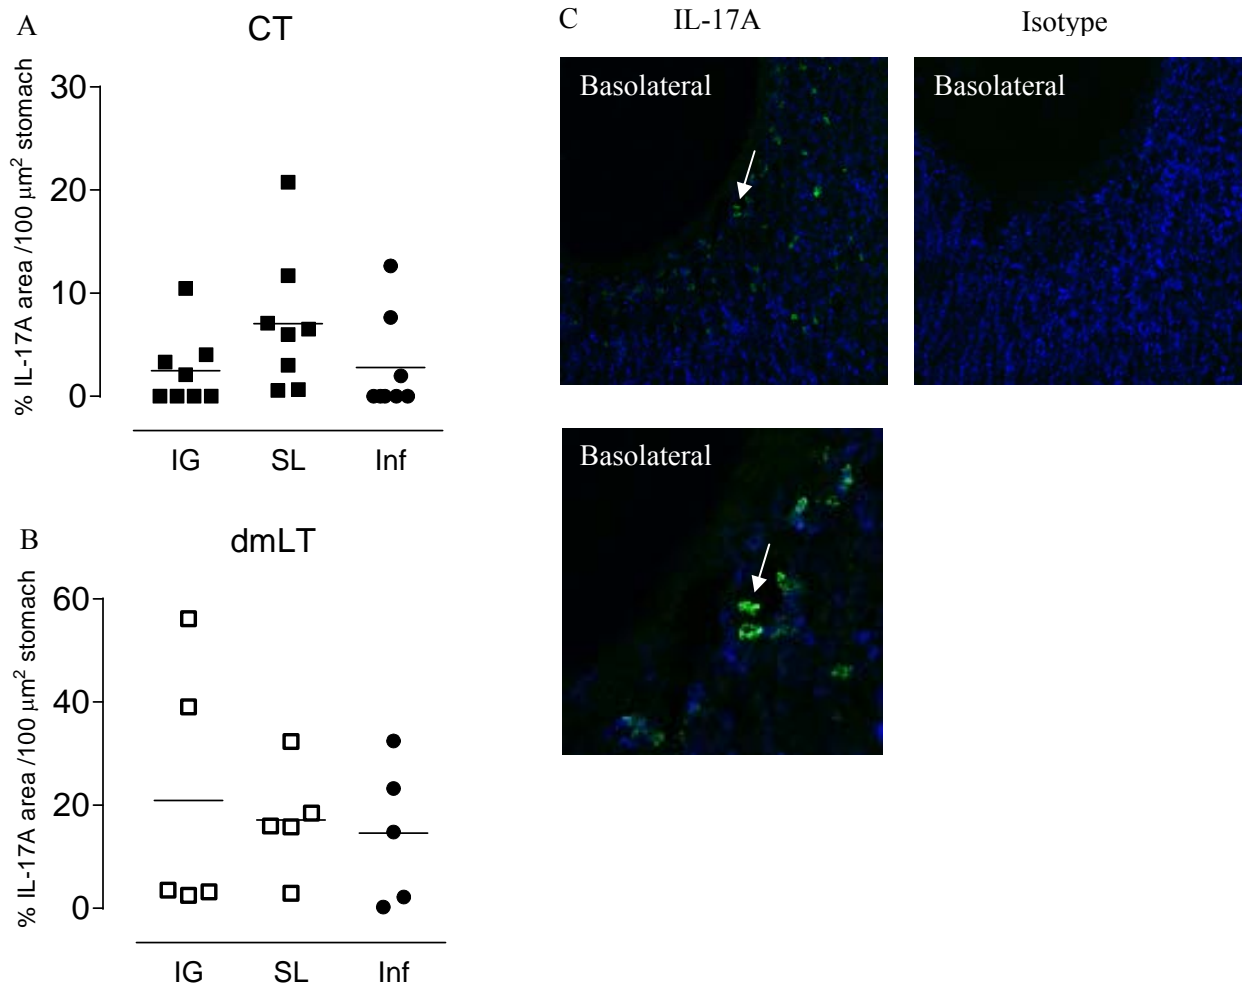 A
CT
% IL-17A area /100 μm² stomach
30
20
10
0
IG SL Inf
B
dmLT
% IL-17A area /100 μm² stomach
60
40
20
0
IG SL Inf
C
IL-17A
Isotype
Basolateral
Basolateral
Basolateral